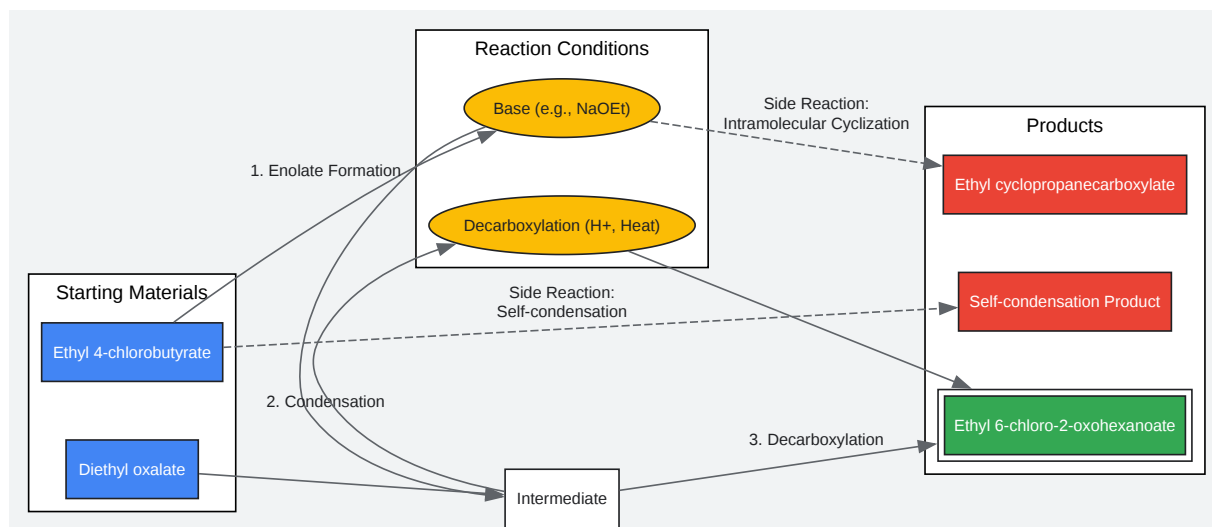 Reaction Conditions
Base (e.g., NaOEt)
Decarboxylation (H+, Heat)
Side Reaction:
Intramolecular Cyclization
Products
Ethyl cyclopropanecarboxylate
Self-condensation Product
Ethyl 6-chloro-2-oxohexanoate
1. Enolate Formation
Starting Materials
Ethyl 4-chlorobutyrate
Diethyl oxalate
Side Reaction:
Self-condensation
2. Condensation
3. Decarboxylation
Intermediate